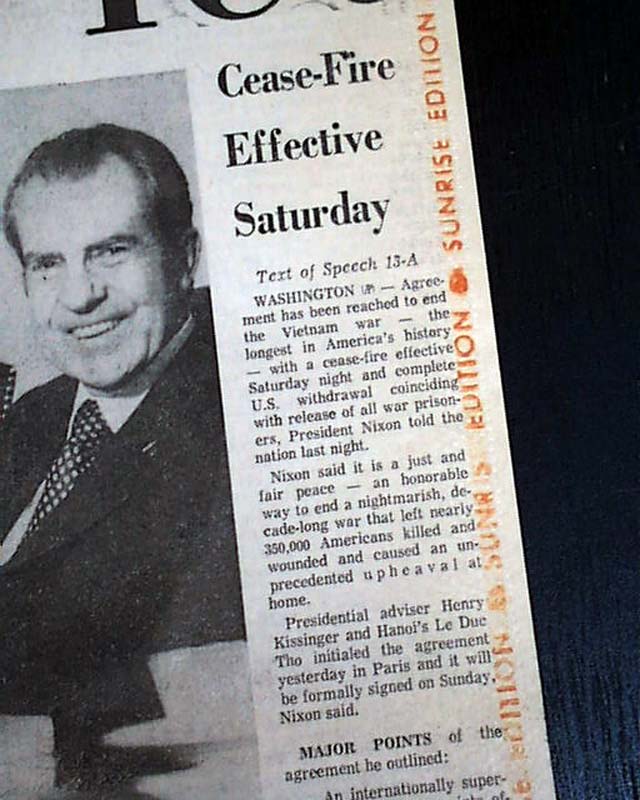 Cease-Fire
Effective
Saturday
Text of Speech 13-A
WASHINGTON — Agree-
ment has been reached to end
the Vietnam war — the
longest in America's history
— with a cease-fire effective
Saturday night and complete
U.S. withdrawal coinciding
with release of all war prison-
ers, President Nixon told the
nation last night.
Nixon said it is a just and
fair peace — an honorable
way to end a nightmarish, de-
cade-long war that left nearly
350,000 Americans killed and
wounded and caused an un-
precedented upheaval at
home.
Presidential adviser Henry
Kissinger and Hanoi's Le Duc
Tho initialed the agreement
yesterday in Paris and it will
be formally signed on Sunday,
Nixon said.
MAJOR POINTS of the
agreement he outlined:
An internationally super-
SUNRISE EDITION
SUNRISE EDITION
EDITION